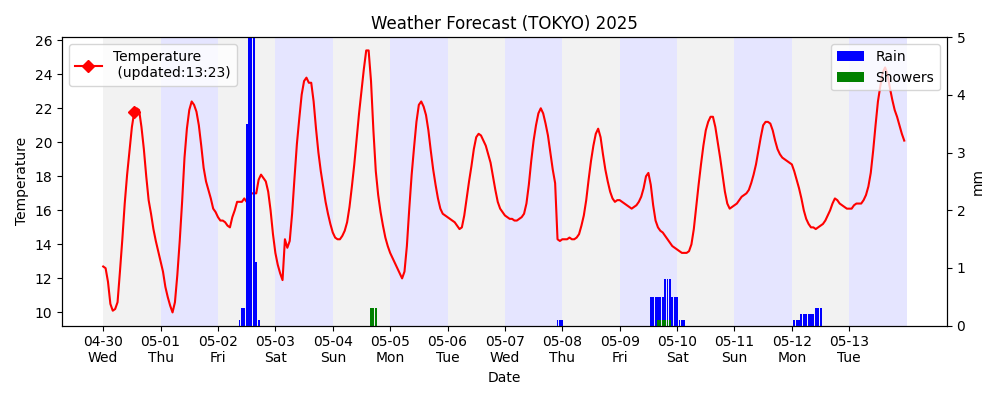 Weather Forecast (TOKYO) 2025
Temperature
(updated:13:23)
Rain
Showers
Temperature
26
24
22
20
18
16
14
12
10
5
4
3
2
1
0
mm
04-30 05-01 05-02 05-03 05-04 05-05 05-06 05-07 05-08 05-09 05-10 05-11 05-12 05-13
Wed Thu Fri Sat Sun Mon Tue Wed Thu Fri Sat Sun Mon Tue
Date